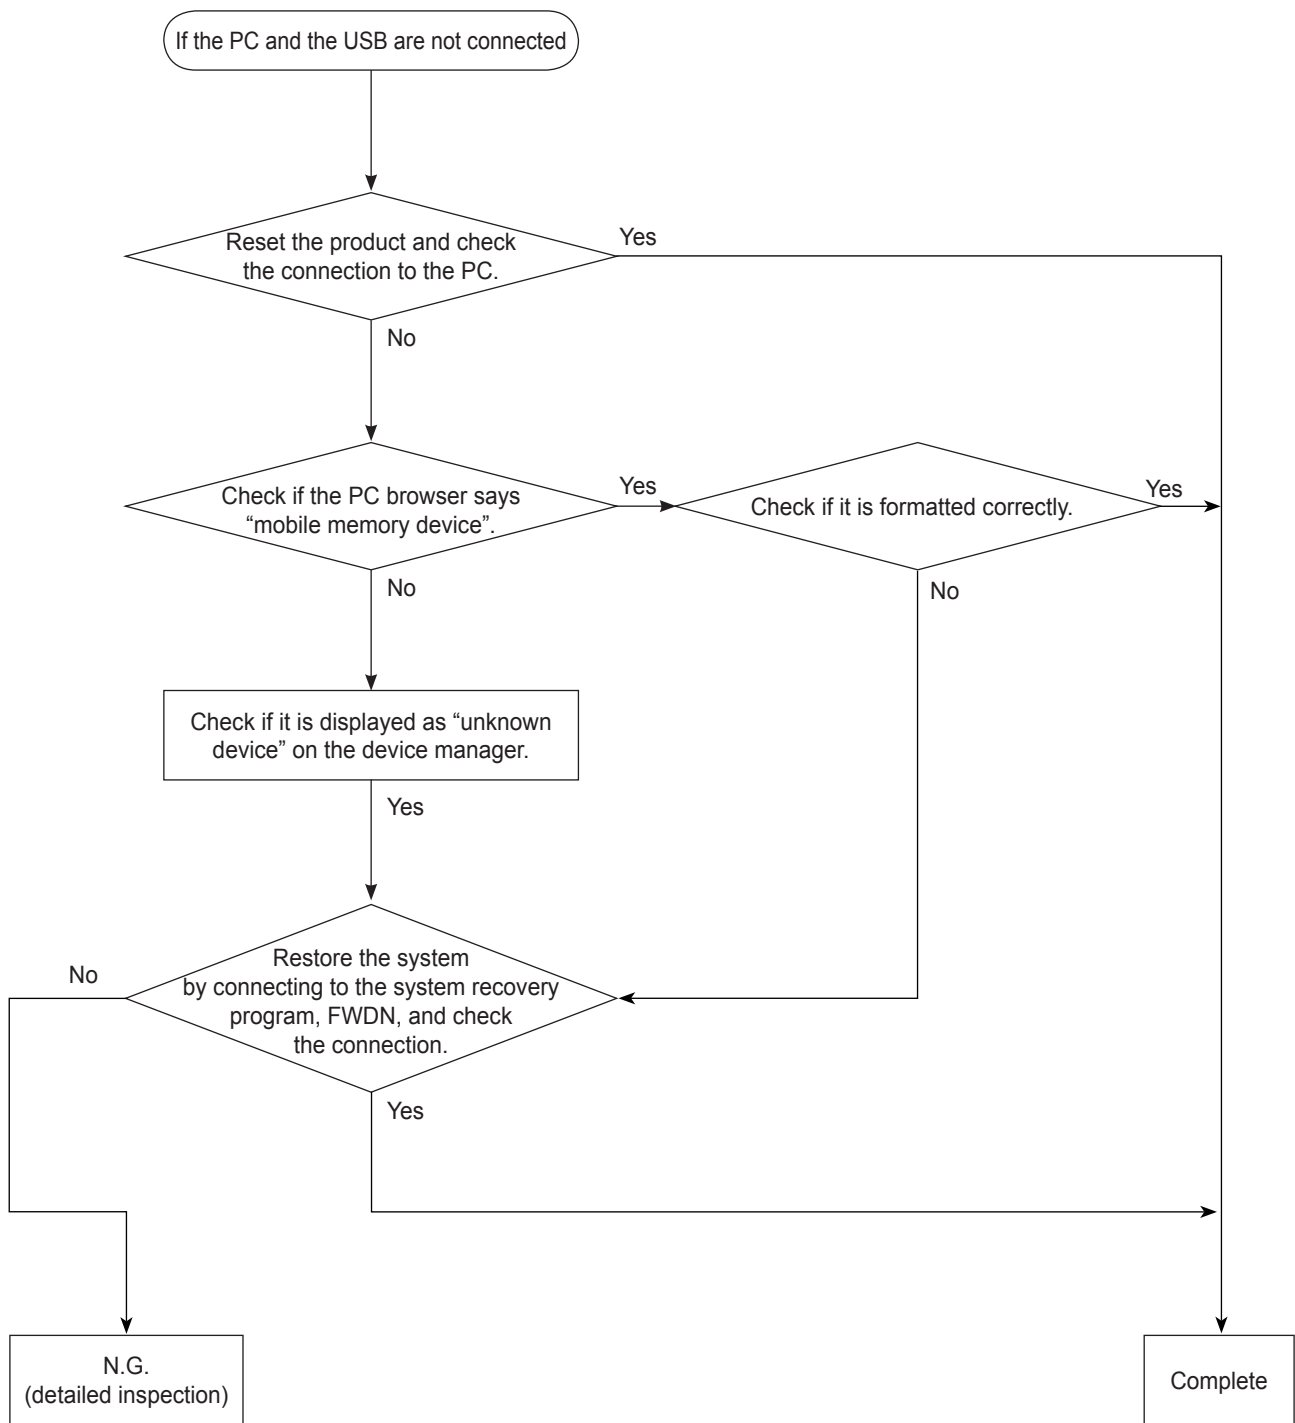 If the PC and the USB are not connected
Reset the product and check
the connection to the PC.
Yes
No
Check if the PC browser says
“mobile memory device”.
Yes
Check if it is formatted correctly.
Yes
No
No
Check if it is displayed as “unknown
device” on the device manager.
Yes
Restore the system
by connecting to the system recovery
program, FWDN, and check
the connection.
No
Yes
N.G.
(detailed inspection)
Complete